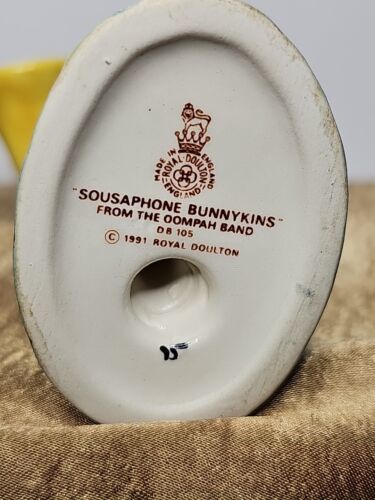 MADE IN ENGLAND
ROYAL DOULTON
ENGLAND
"SOUSAPHONE BUNNYKINS"
FROM THE OOMPAH BAND
DB 105
© 1991 ROYAL DOULTON